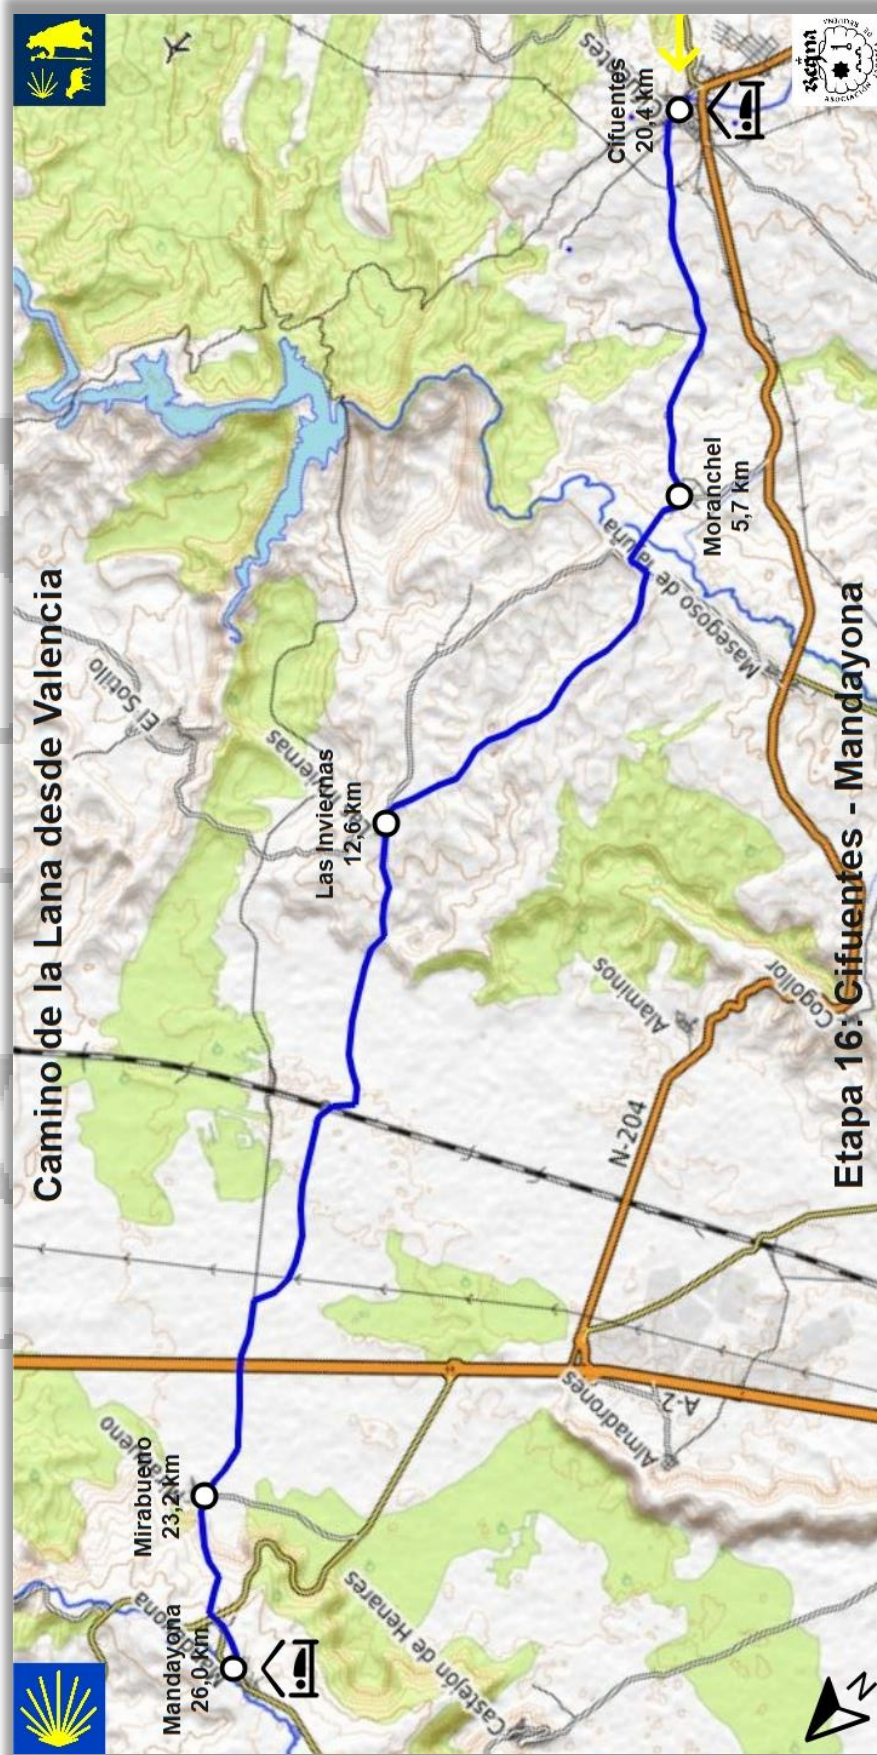 Camino de la Lana desde Valencia
Mandayona
26,0 km
Mirabueno
23,2 km
Las Inviernas
12,6 km
Moranchel
5,7 km
Cifuentes
20,4 km
El Sotillo
Masegoso de Tajuña
Alaminos
Cogollor
N-204
Almadrones
A-2
Castejón de Henares
N
Etapa 16: Cifuentes - Mandayona